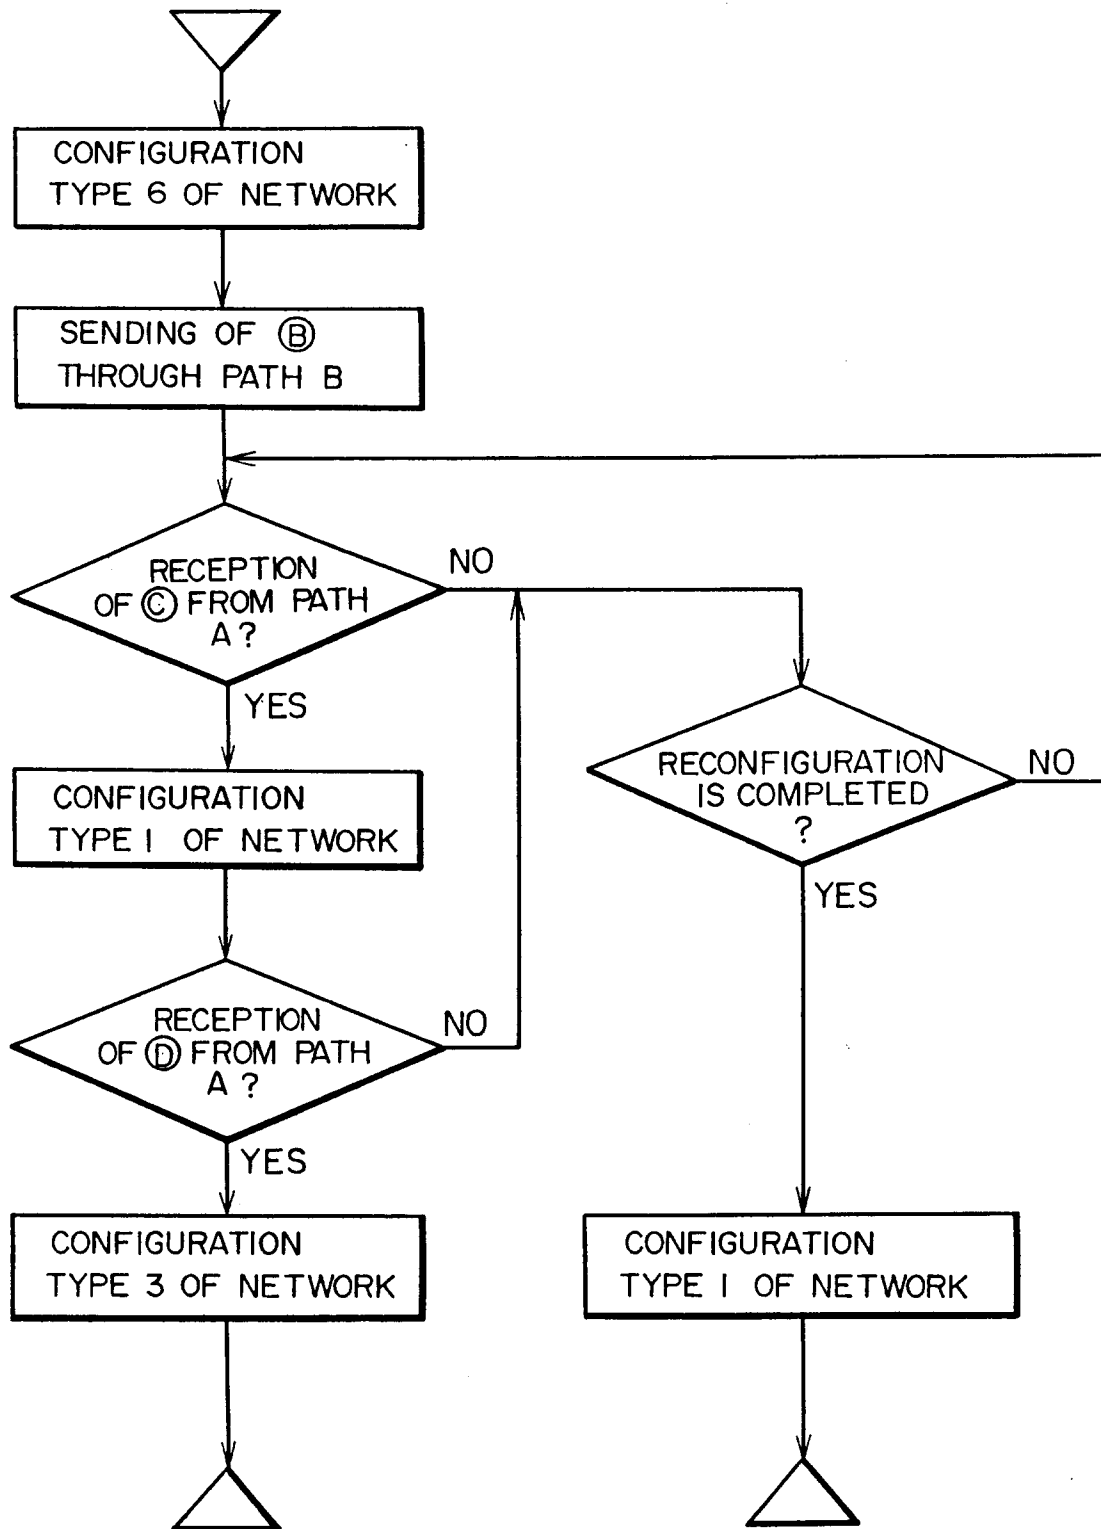 CONFIGURATION
TYPE 6 OF NETWORK
SENDING OF Ⓑ
THROUGH PATH B
RECEPTION
OF Ⓒ FROM PATH
A?
NO
YES
CONFIGURATION
TYPE 1 OF NETWORK
RECONFIGURATION
IS COMPLETED
?
NO
YES
RECEPTION
OF Ⓓ FROM PATH
A?
NO
YES
CONFIGURATION
TYPE 3 OF NETWORK
CONFIGURATION
TYPE 1 OF NETWORK